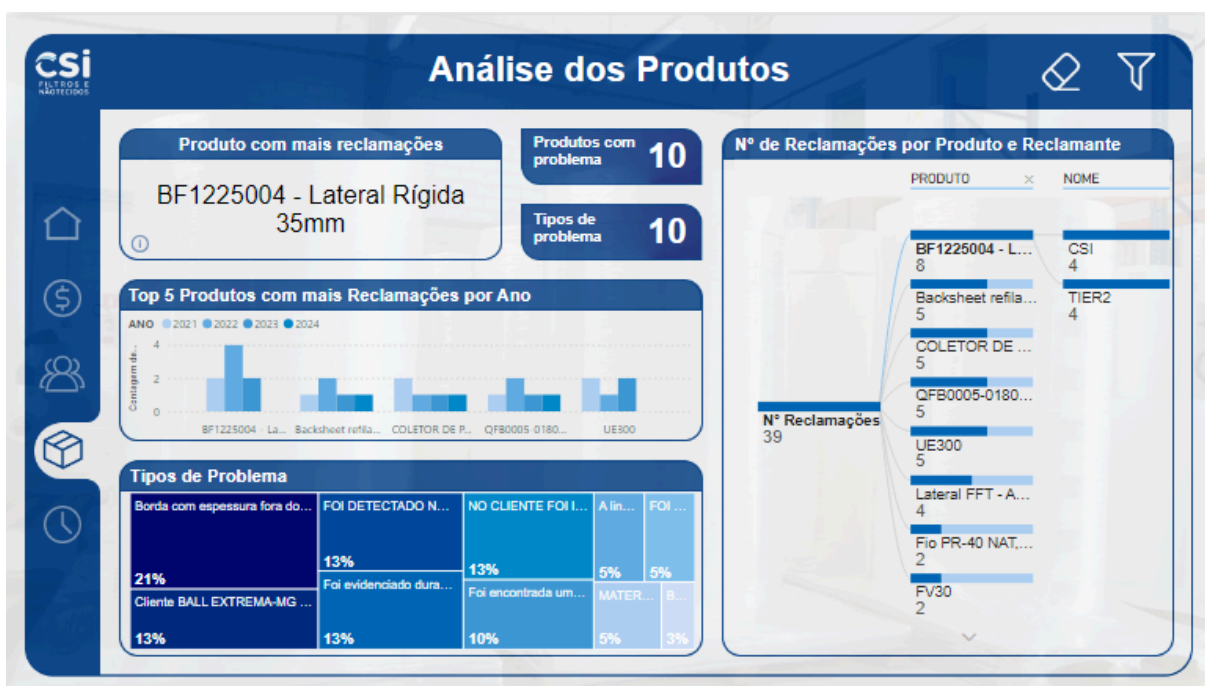 CSi
FILTROS E
NÃOTECIDOS
Análise dos Produtos
Produto com mais reclamações
BF1225004 - Lateral Rígida
35mm
Produtos com
problema
10
Tipos de
problema
10
Top 5 Produtos com mais Reclamações por Ano
ANO 2021 2022 2023 2024
Contagem de...
4
2
0
BF1225004 - La... Backsheet refila... COLETOR DE P... QFB0005-0180... UE300
Tipos de Problema
Borda com espessura fora do...
21%
Cliente BALL EXTREMA-MG ...
13%
FOI DETECTADO N...
13%
Foi evidenciado dura...
13%
NO CLIENTE FOI I...
13%
Foi encontrada um...
10%
A lin...
5%
FOI ...
5%
MATER...
5%
B...
3%
Nº de Reclamações por Produto e Reclamante
PRODUTO NOME
Nº Reclamações
39
BF1225004 - L...
8
Backsheet refila...
5
COLETOR DE ...
5
QFB0005-0180...
5
UE300
5
Lateral FFT - A...
4
Fio PR-40 NAT,...
2
FV30
2
CSI
4
TIER2
4